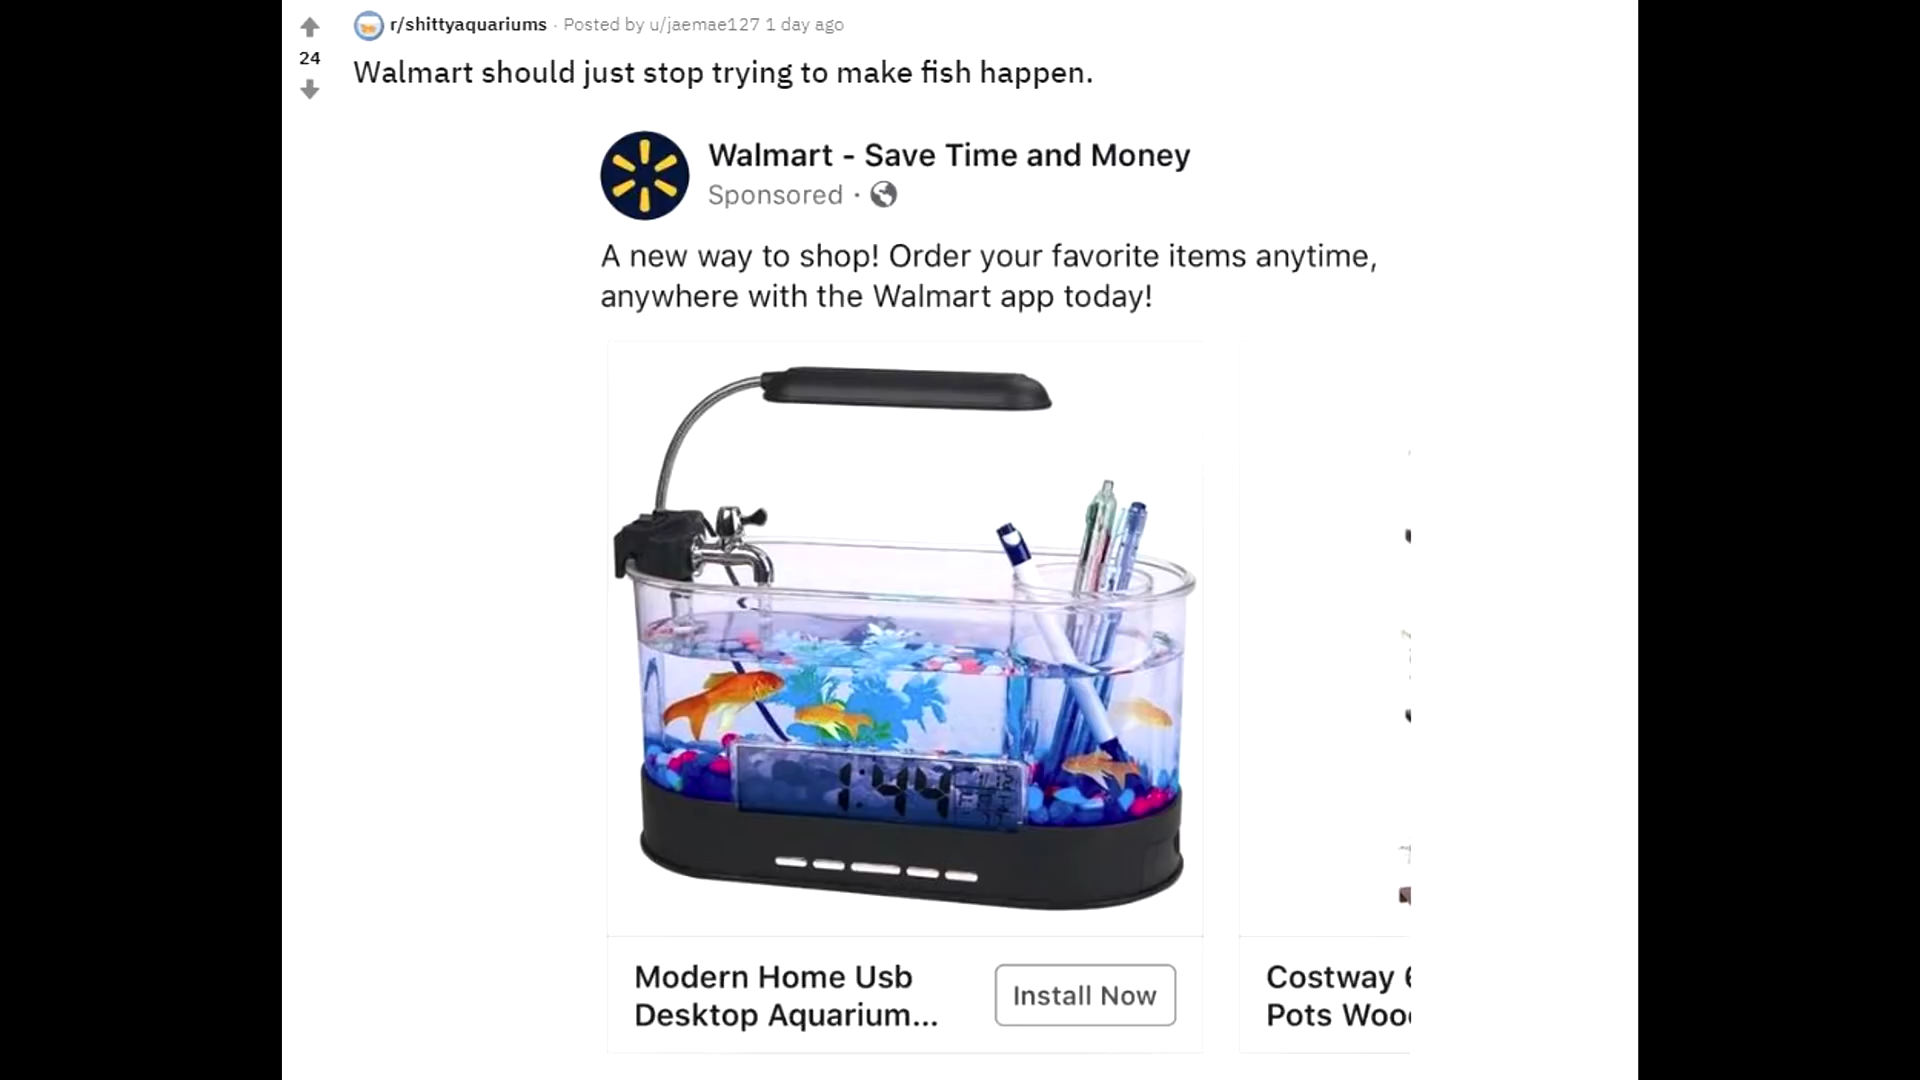 r/shittyaquariums · Posted by u/jaemae127 1 day ago
24
Walmart should just stop trying to make fish happen.
Walmart - Save Time and Money
Sponsored ·
A new way to shop! Order your favorite items anytime,
anywhere with the Walmart app today!
1:44
Modern Home Usb
Desktop Aquarium...
Install Now
Costway
Pots